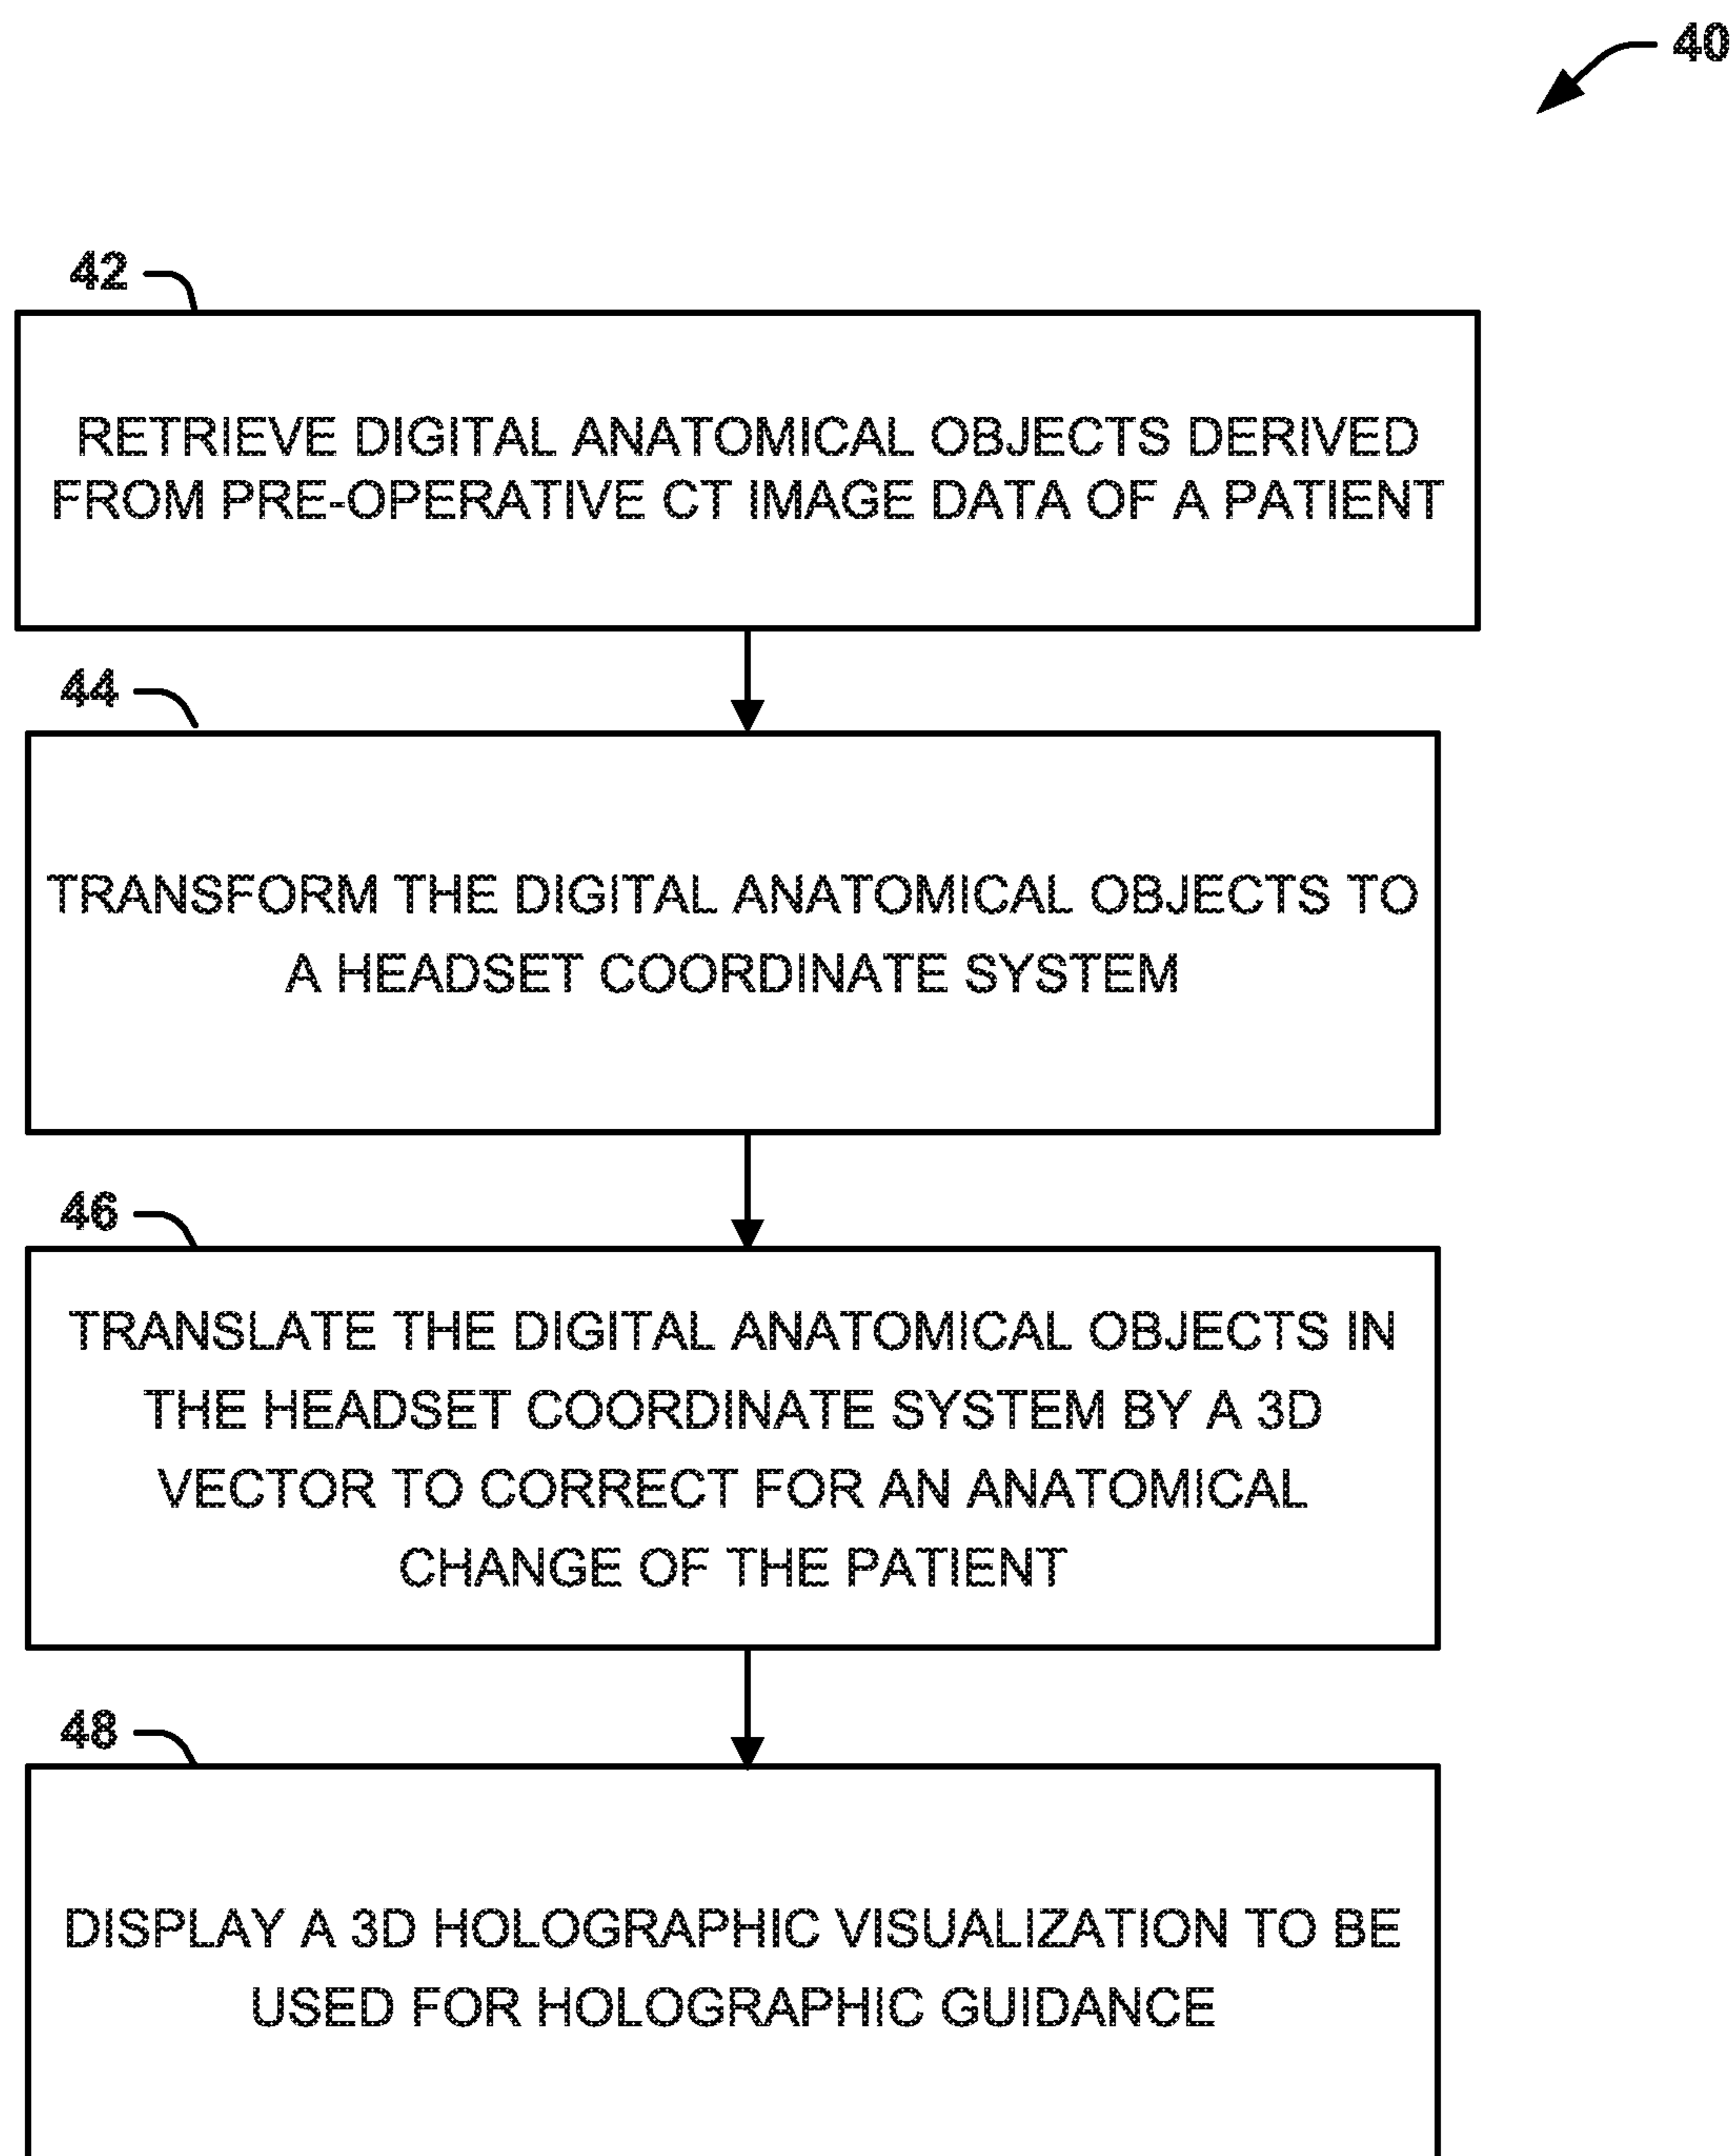 40
42
RETRIEVE DIGITAL ANATOMICAL OBJECTS DERIVED
FROM PRE-OPERATIVE CT IMAGE DATA OF A PATIENT
44
TRANSFORM THE DIGITAL ANATOMICAL OBJECTS TO
A HEADSET COORDINATE SYSTEM
46
TRANSLATE THE DIGITAL ANATOMICAL OBJECTS IN
THE HEADSET COORDINATE SYSTEM BY A 3D
VECTOR TO CORRECT FOR AN ANATOMICAL
CHANGE OF THE PATIENT
48
DISPLAY A 3D HOLOGRAPHIC VISUALIZATION TO BE
USED FOR HOLOGRAPHIC GUIDANCE